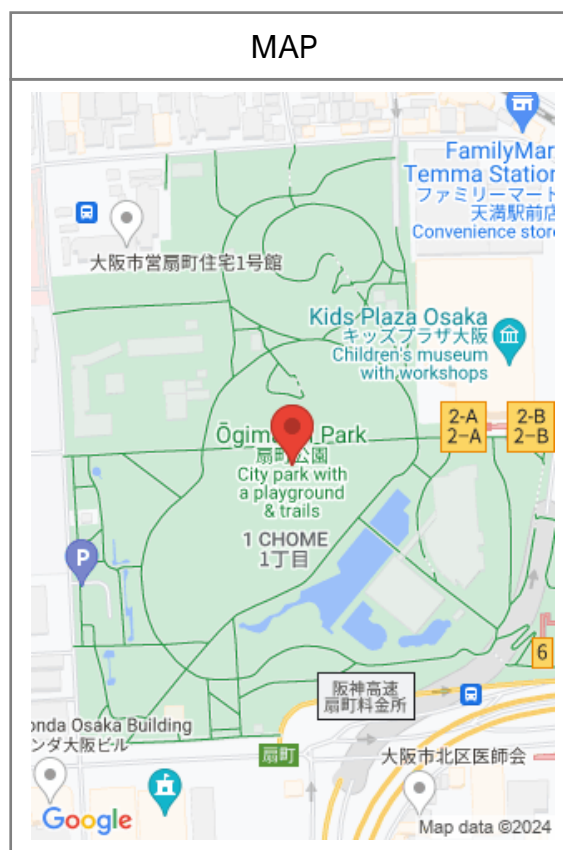 MAP
FamilyMar
Temma Station
ファミリーマート
天満駅前店
Convenience store
大阪市営扇町住宅1号館
Kids Plaza Osaka
キッズプラザ大阪
Children's museum
with workshops
2-A
2−A
2-B
2−B
Park
扇町公園
City park with
a playground
& trails
1 CHOME
1丁目
P
6
阪神高速
扇町料金所
onda Osaka Building
ンダ大阪ビル
扇町
大阪市北区医師会
Google
Map data ©2024